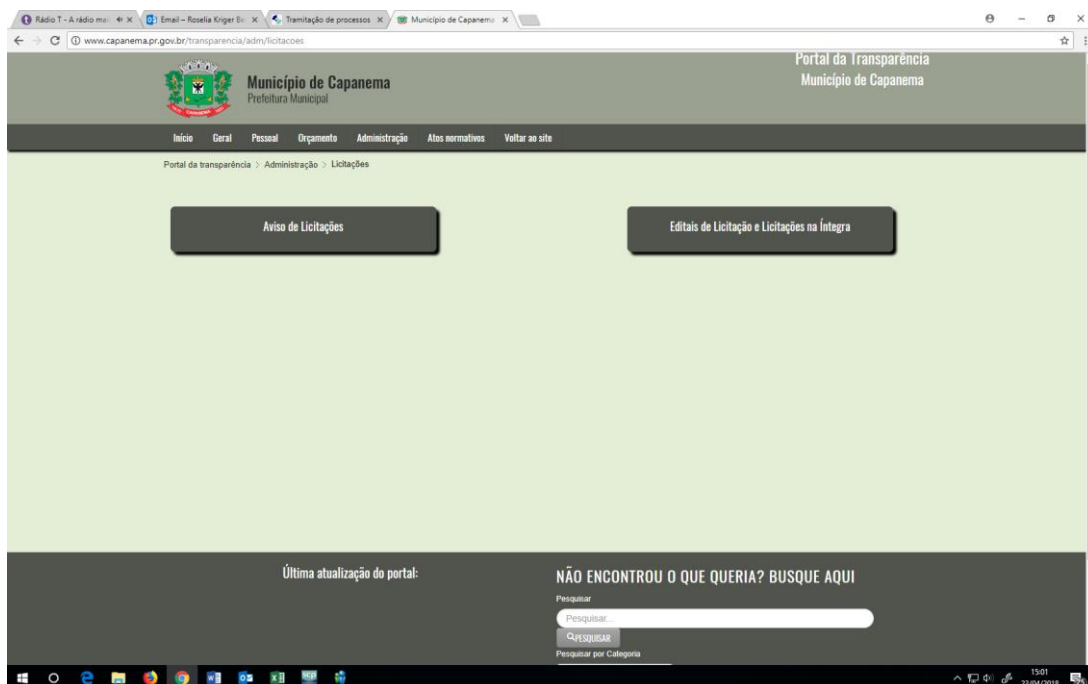 Rádio T - A rádio mai
Email – Roselia Kriger Be
Tramitação de processos
Município de Capanema
www.capanema.pr.gov.br/transparencia/adm/licitacoes
Portal da Transparência
Município de Capanema
Município de Capanema
Prefeitura Municipal
Início Geral Pessoal Orçamento Administração Atos normativos Voltar ao site
Portal da transparência > Administração > Licitações
Aviso de Licitações
Editais de Licitação e Licitações na Íntegra
Última atualização do portal:
NÃO ENCONTROU O QUE QUERIA? BUSQUE AQUI
Pesquisar
Pesquisar...
PESQUISAR
Pesquisar por Categoria
15:01
23/04/2018